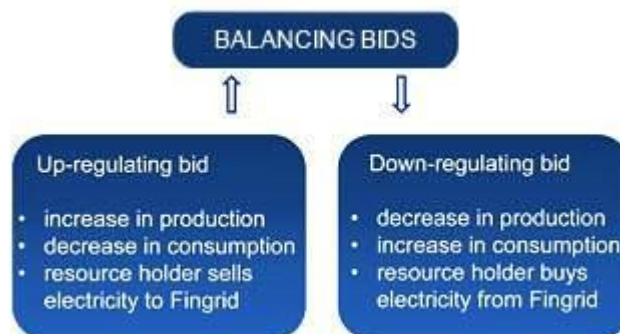 BALANCING BIDS
Up-regulating bid
• increase in production
• decrease in consumption
• resource holder sells
electricity to Fingrid
Down-regulating bid
• decrease in production
• increase in consumption
• resource holder buys
electricity from Fingrid